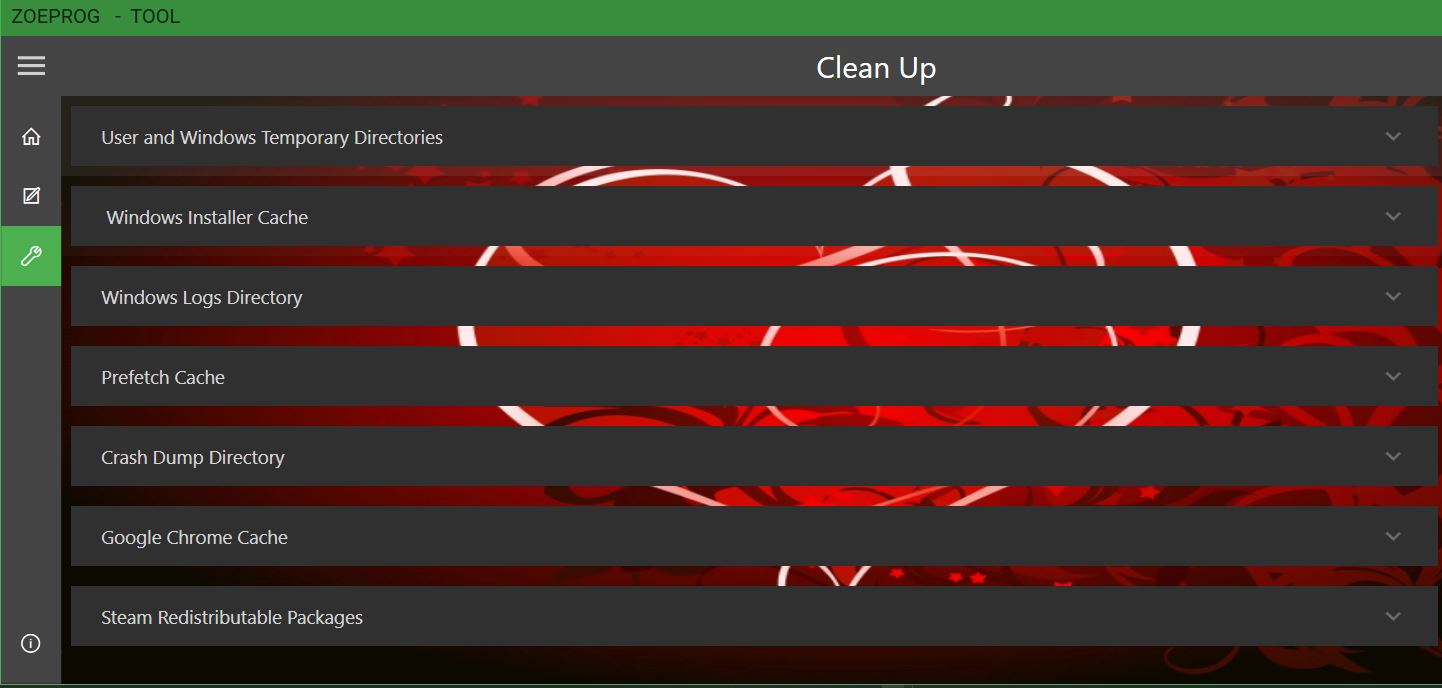 ZOEPROG - TOOL
Clean Up
User and Windows Temporary Directories
Windows Installer Cache
Windows Logs Directory
Prefetch Cache
Crash Dump Directory
Google Chrome Cache
Steam Redistributable Packages